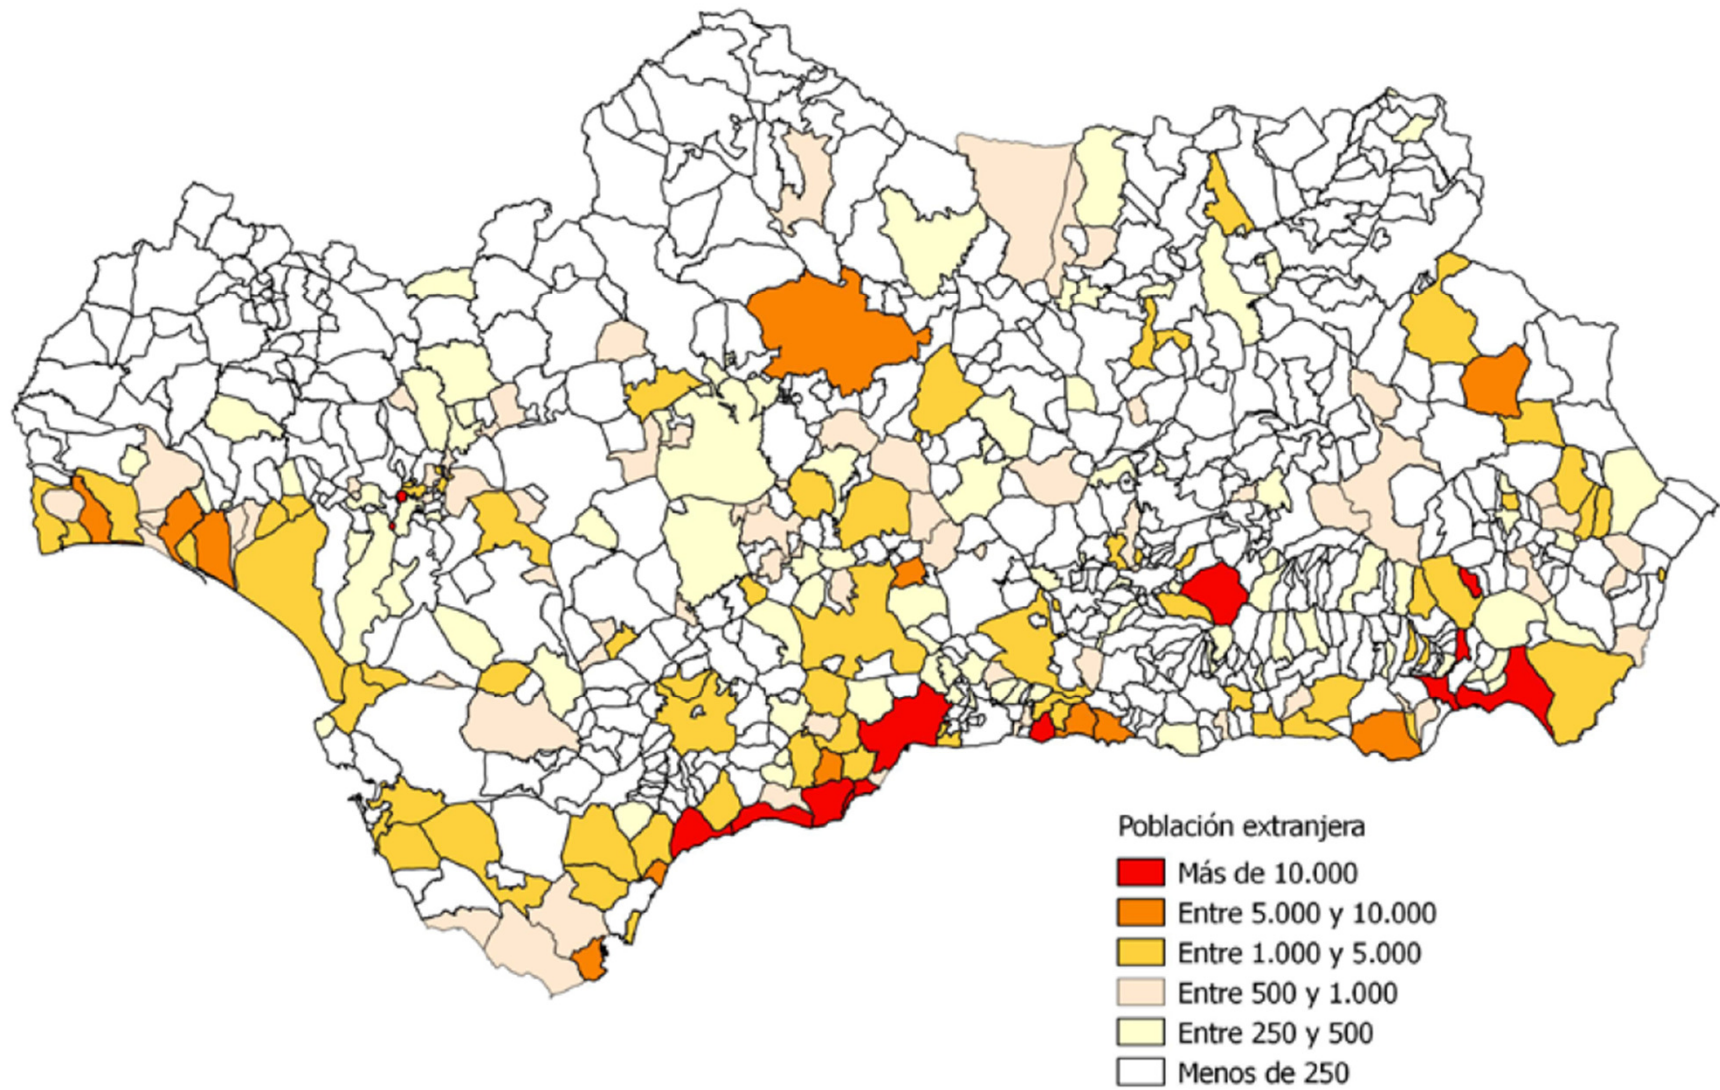 Población extranjera
Más de 10.000
Entre 5.000 y 10.000
Entre 1.000 y 5.000
Entre 500 y 1.000
Entre 250 y 500
Menos de 250